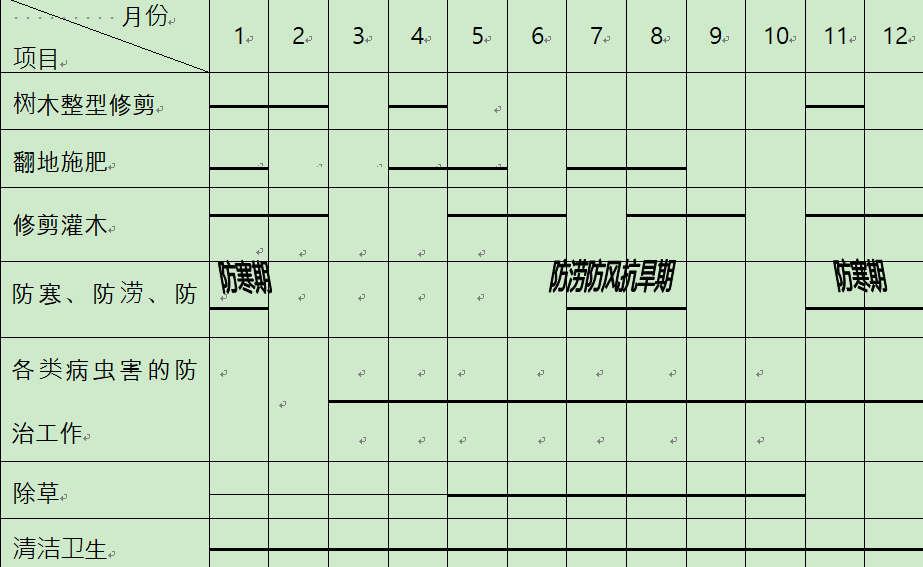 月份
项目
1 2 3 4 5 6 7 8 9 10 11 12
树木整型修剪
翻地施肥
修剪灌木
防寒期 防涝防风抗旱期 防寒期
防寒、防涝、防
各类病虫害的防
治工作
除草
清洁卫生